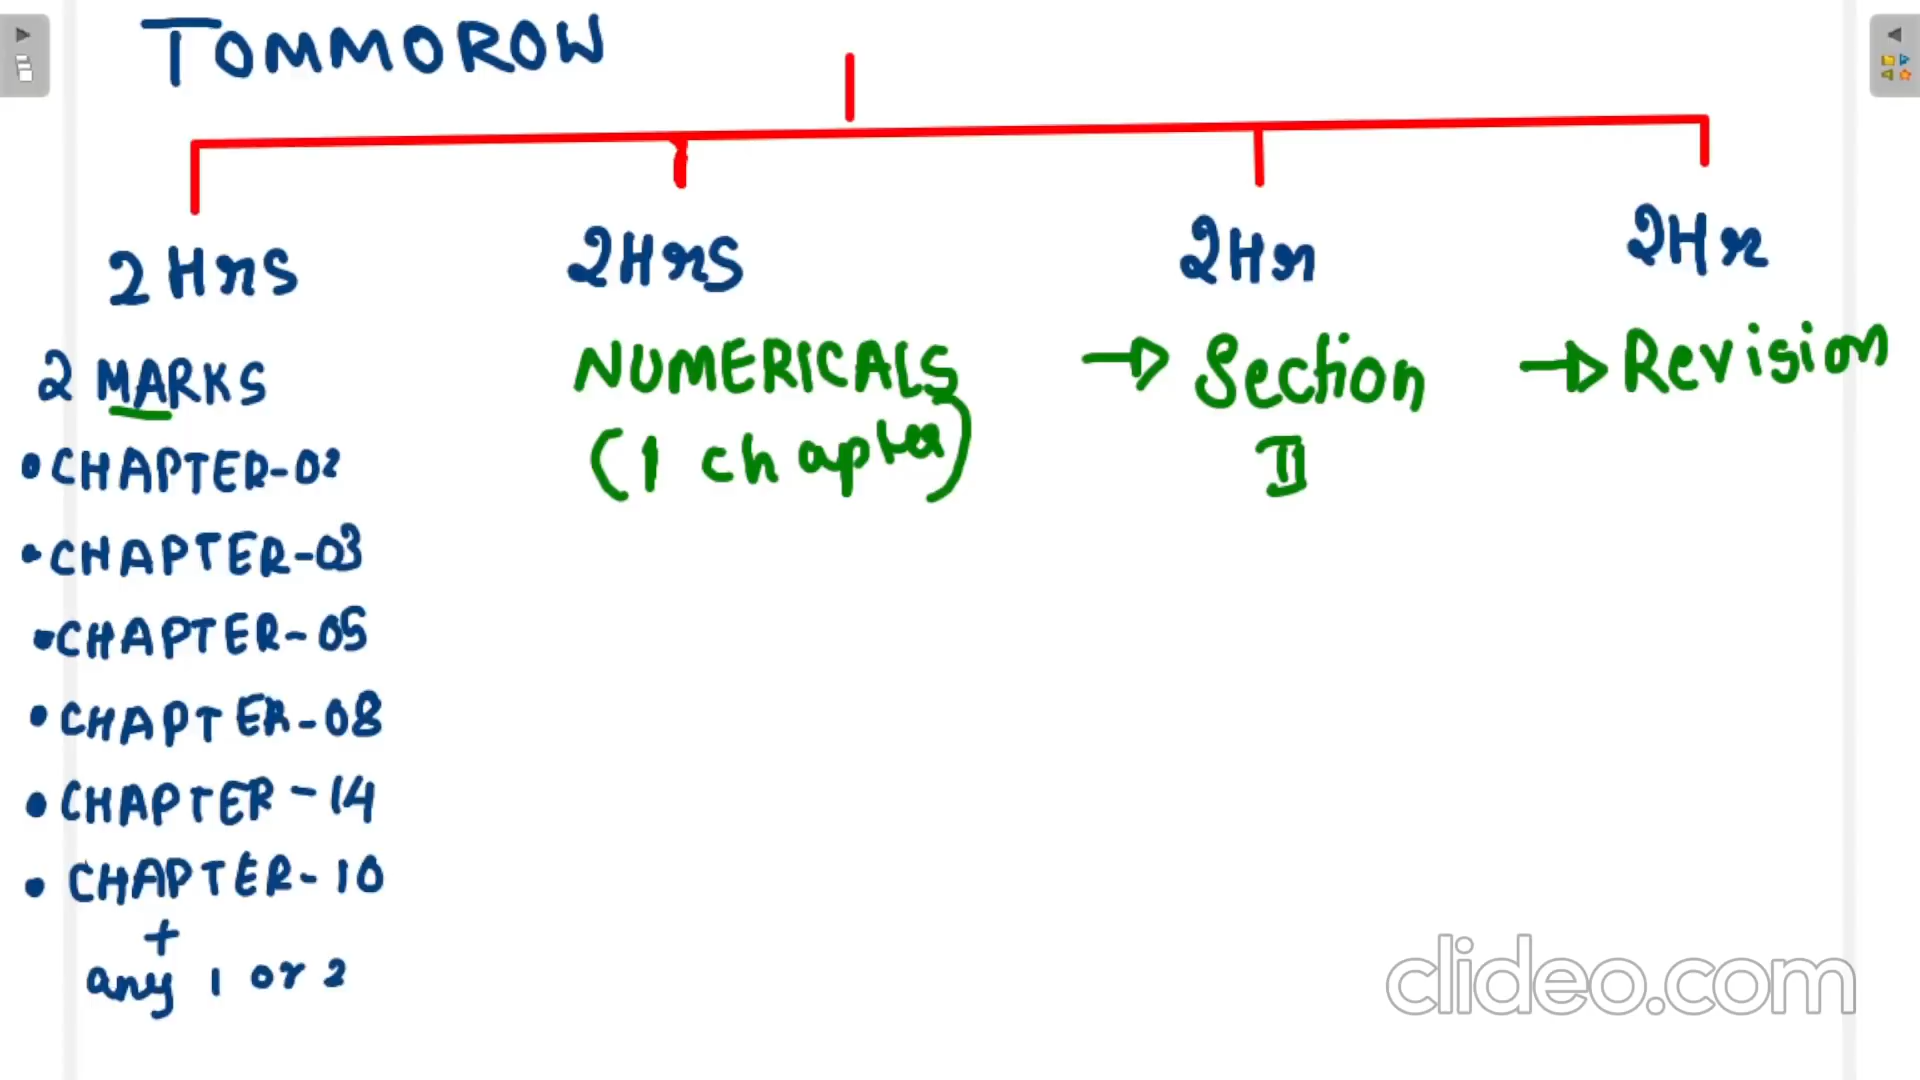 TOMMOROW
2 HrS
2 MARKS
• CHAPTER-02
• CHAPTER-03
• CHAPTER-05
• CHAPTER-08
• CHAPTER-14
• CHAPTER-10
+
any 1 or 2
2HrS
NUMERICALS
(1 chapter)
2Hr
→ Section
II
2Hr
→ Revision
clideo.com